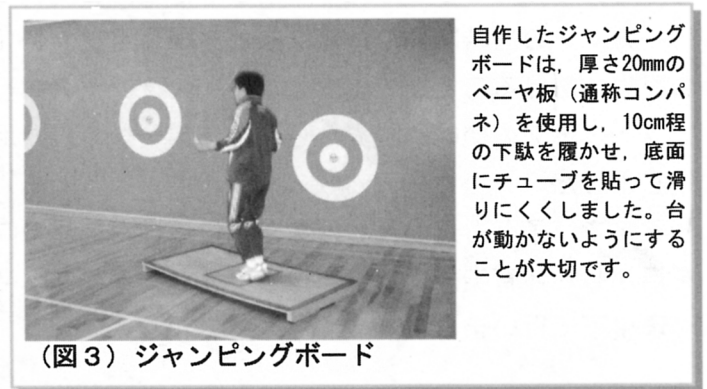 自作したジャンピング
ボードは，厚さ20mmの
ベニヤ板（通称コンパ
ネ）を使用し，10cm程
の下駄を履かせ，底面
にチューブを貼って滑
りにくくしました。台
が動かないようにする
ことが大切です。
（図３）ジャンピングボード